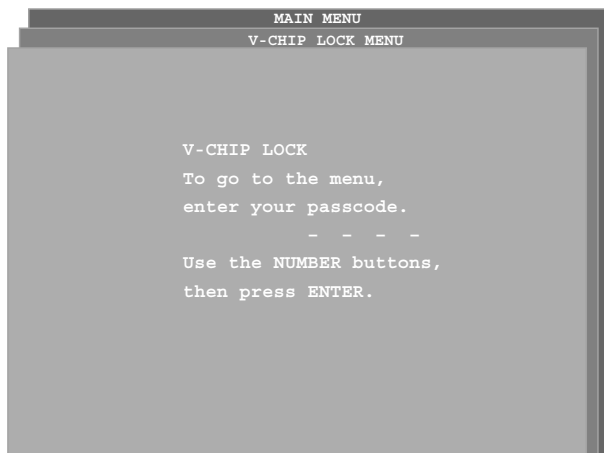 MAIN MENU
V-CHIP LOCK MENU
V-CHIP LOCK
To go to the menu,
enter your passcode.
– – – –
Use the NUMBER buttons,
then press ENTER.